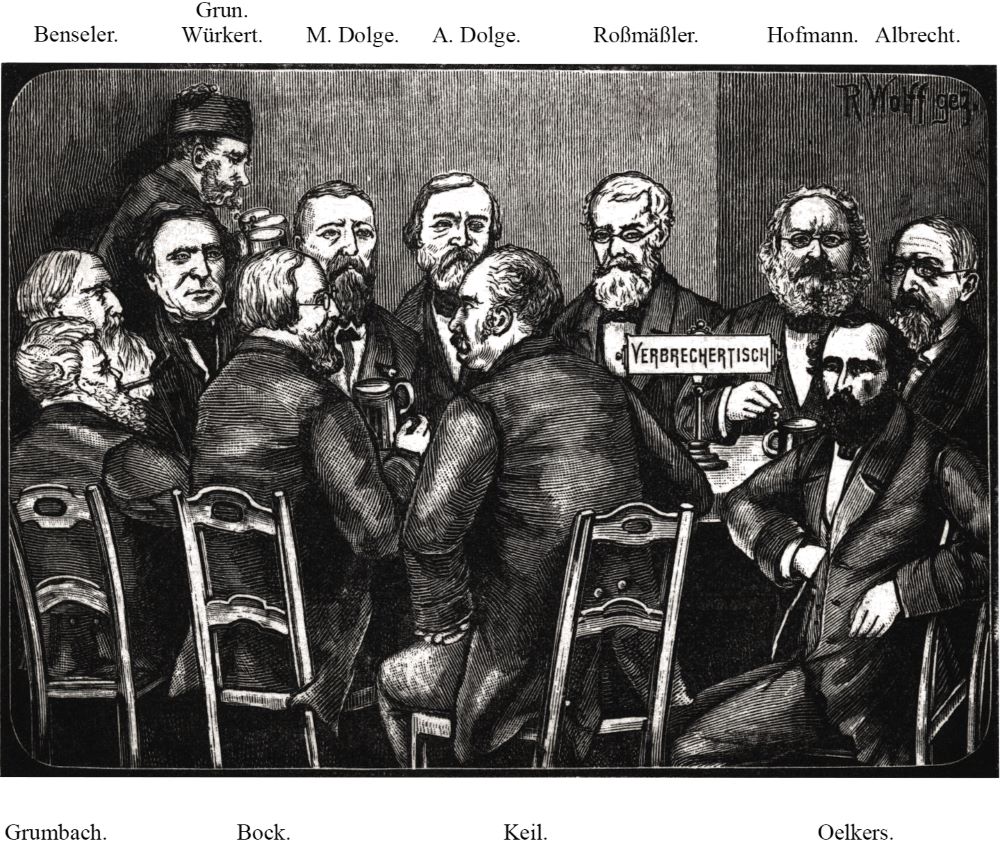 Grun.
Benseler. Würkert. M. Dolge. A. Dolge. Roßmäßler. Hofmann. Albrecht.
R. Wolff gez.
VERBRECHERTISCH
Grumbach. Bock. Keil. Oelkers.